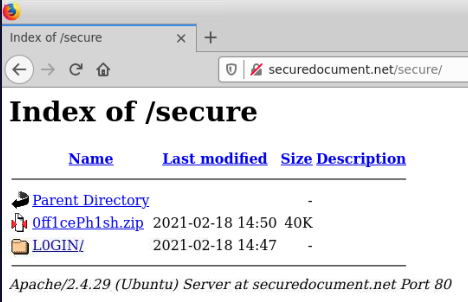 Index of /secure
securedocument.net/secure/
Index of /secure
Name Last modified Size Description
Parent Directory -
0ff1cePh1sh.zip 2021-02-18 14:50 40K
L0GIN/ 2021-02-18 14:47 -
Apache/2.4.29 (Ubuntu) Server at securedocument.net Port 80